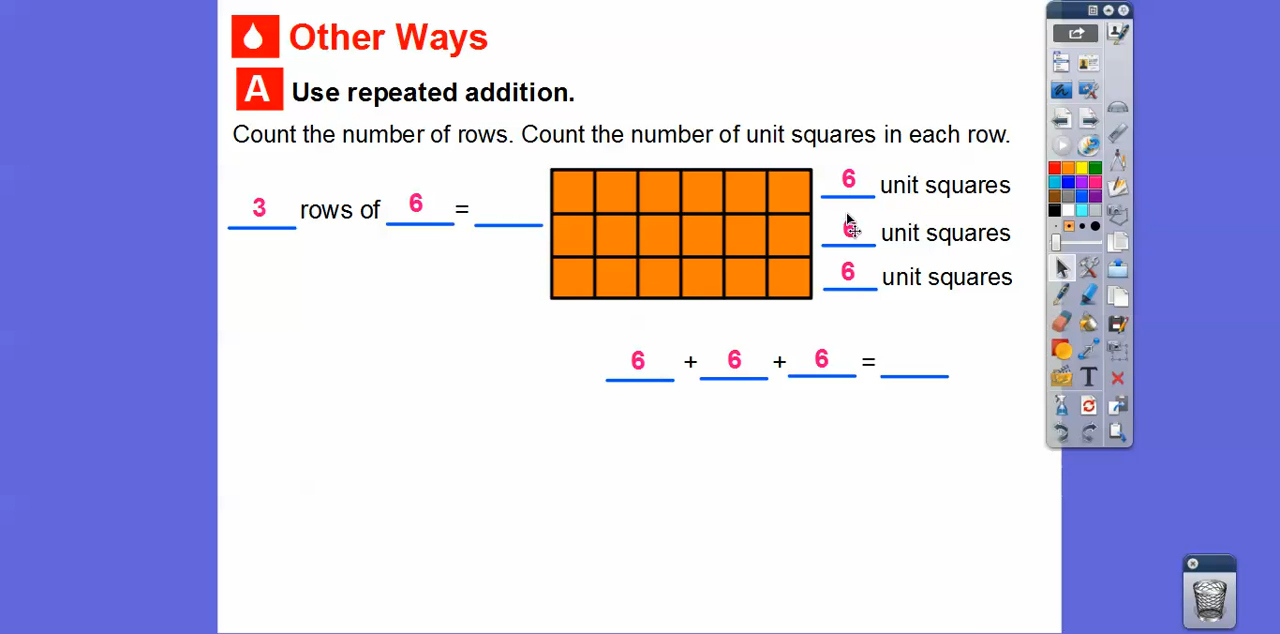 Other Ways
A Use repeated addition.
Count the number of rows. Count the number of unit squares in each row.
6 unit squares
3 rows of 6 =
6 unit squares
6 unit squares
6 + 6 + 6 =
T